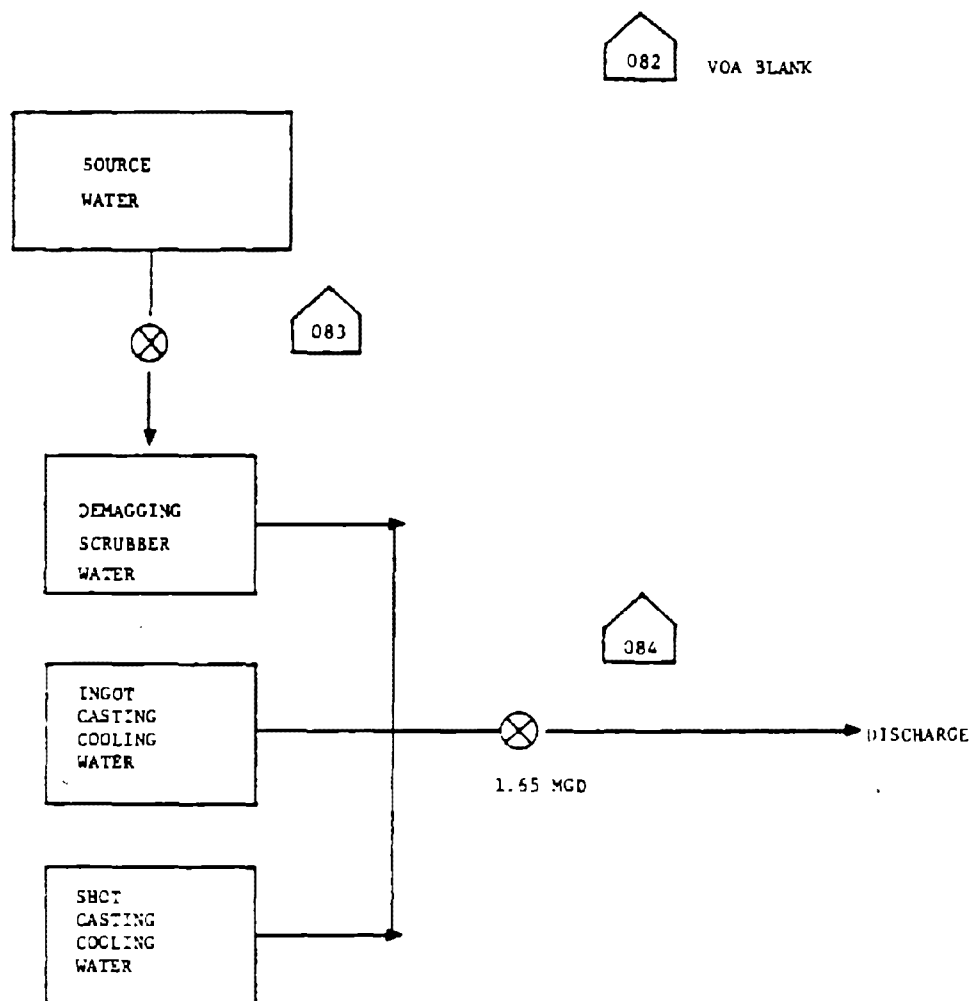 082 VOA BLANK
SOURCE
WATER
083
DEMAGGING
SCRUBBER
WATER
084
INGOT
CASTING
COOLING
WATER
DISCHARGE
1.65 MGD
SHOT
CASTING
COOLING
WATER